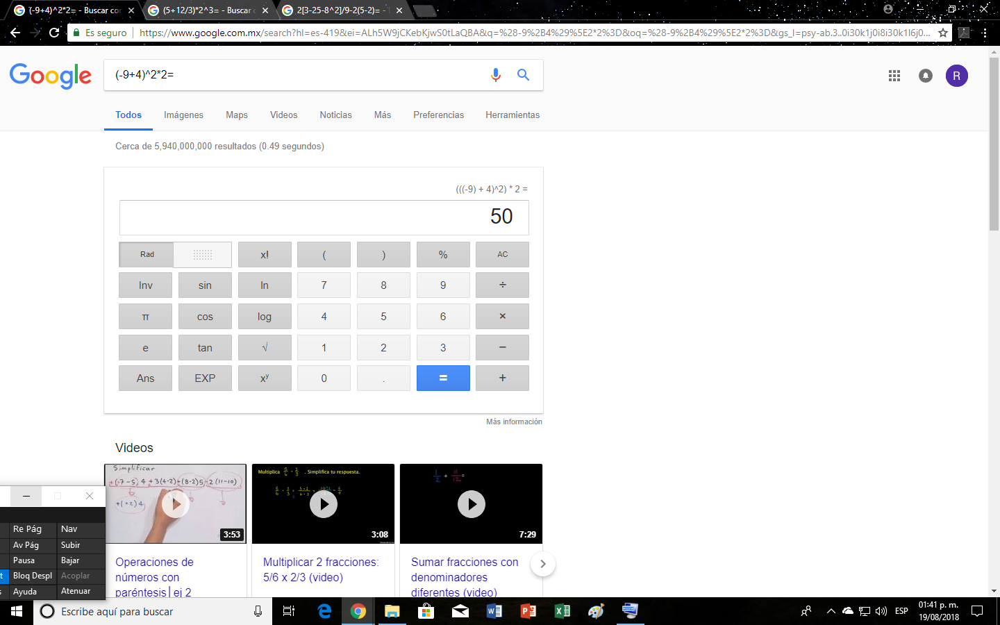 (-9+4)^2*2= - Buscar con
(5+12/3)*2^3= - Buscar c
2[3-25-8^2]/9-2(5-2)= -
Es seguro
https://www.google.com.mx/search?hl=es-419&ei=ALh5W9jCKebKjwS0tLaQBA&q=%28-9%2B4%29%5E2*2%3D&oq=%28-9%2B4%29%5E2*2%3D&gs_l=psy-ab.3..0i30k1j0i8i30k1l6j0...
Google
(-9+4)^2*2=
R
Todos
Imágenes
Maps
Videos
Noticias
Más
Preferencias
Herramientas
Cerca de 5,940,000,000 resultados (0.49 segundos)
(((-9) + 4)^2) * 2 =
50
Rad
x!
(
)
%
AC
Inv
sin
ln
7
8
9
÷
π
cos
log
4
5
6
×
e
tan
√
1
2
3
−
Ans
EXP
xʸ
0
.
=
+
Más información
Videos
Simplificar
+(-7-5)4+3(4-2)+(8-2)5-2(11-10)
+(+2)4
3:53
Multiplica 5/6 · 2/3 . Simplifica tu respuesta.
3:08
1/2 + 11/12 =
7:29
Operaciones de
números con
paréntesis | ej 2
Multiplicar 2 fracciones:
5/6 x 2/3 (video)
Sumar fracciones con
denominadores
diferentes (video)
Re Pág
Nav
Av Pág
Subir
Pausa
Bajar
Bloq Despl
Acoplar
Ayuda
Atenuar
Escribe aquí para buscar
ESP
01:41 p. m.
19/08/2018